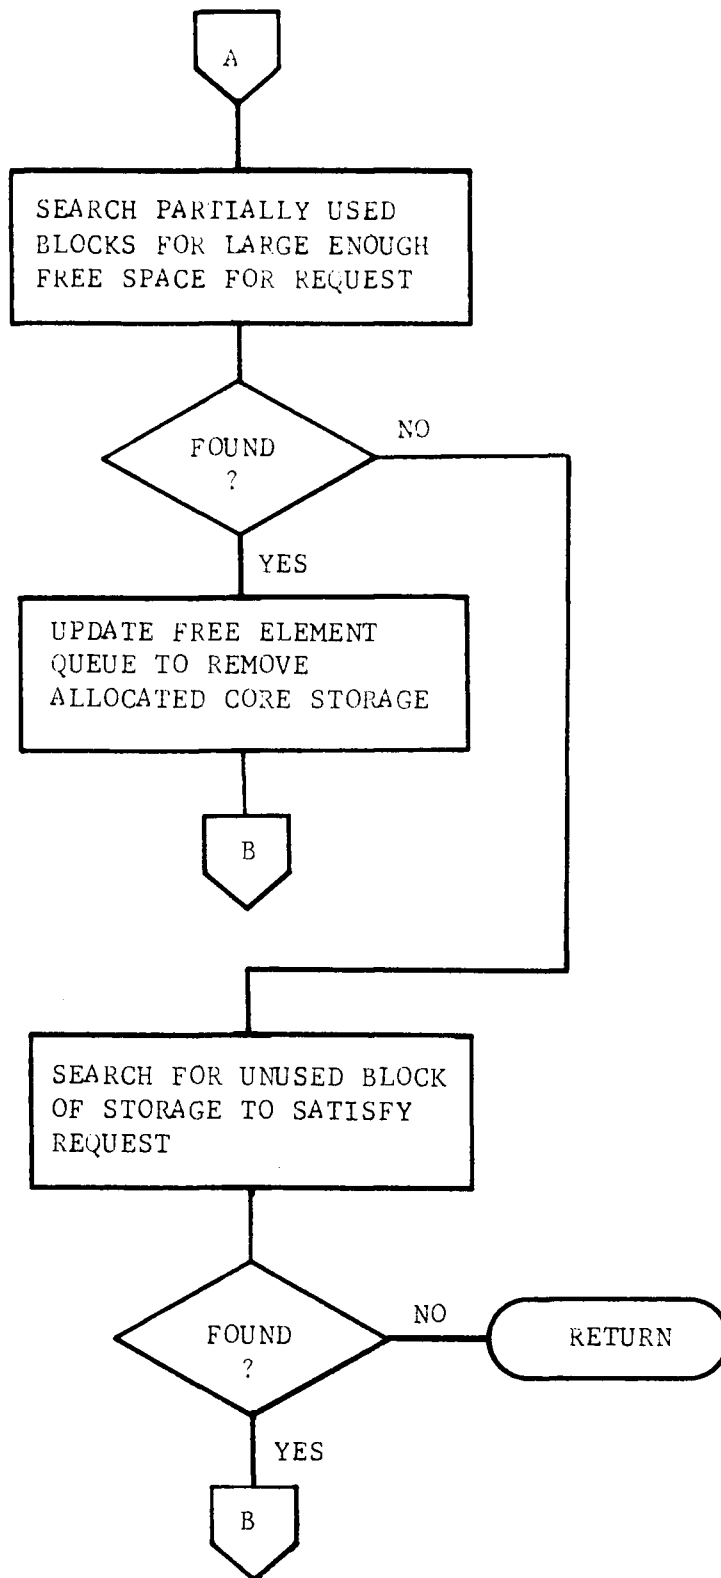 A
SEARCH PARTIALLY USED
BLOCKS FOR LARGE ENOUGH
FREE SPACE FOR REQUEST
FOUND
?
NO
YES
UPDATE FREE ELEMENT
QUEUE TO REMOVE
ALLOCATED CORE STORAGE
B
SEARCH FOR UNUSED BLOCK
OF STORAGE TO SATISFY
REQUEST
FOUND
?
NO
RETURN
YES
B